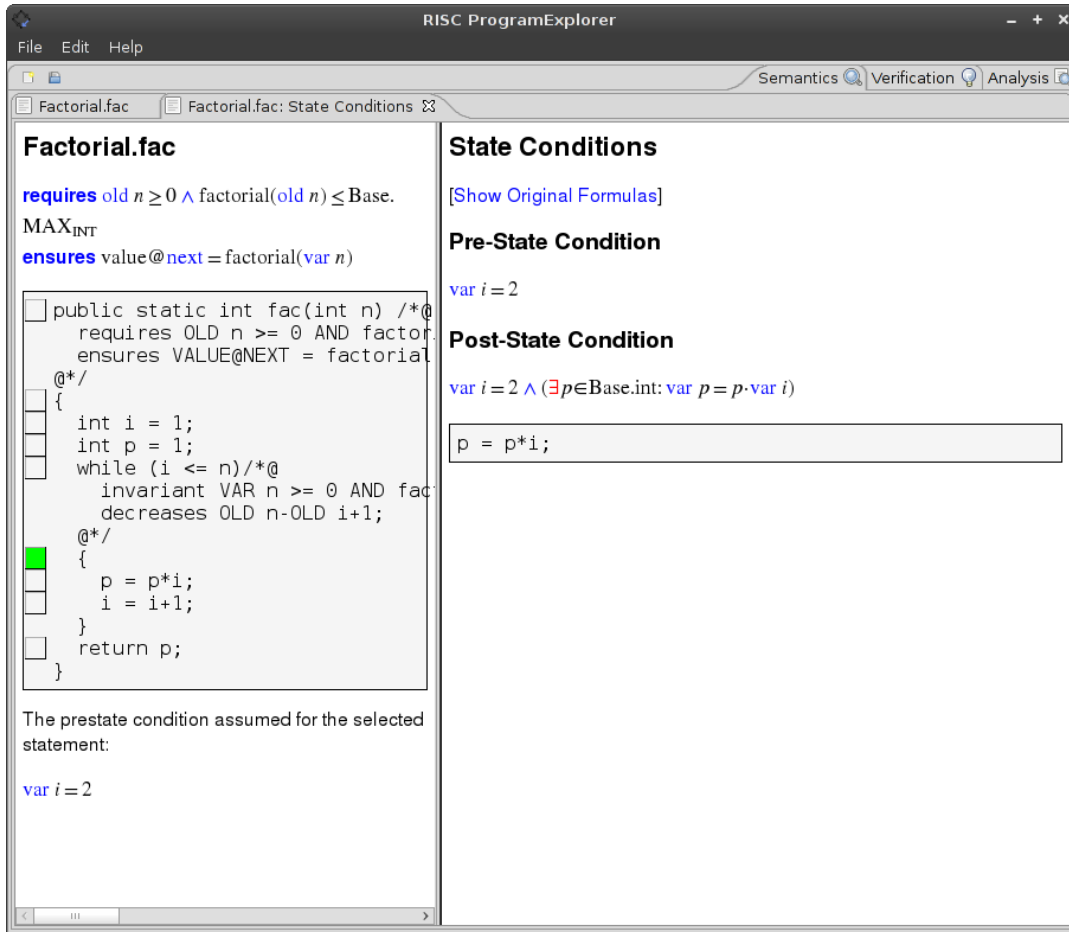 RISC ProgramExplorer
File Edit Help
Semantics Verification Analysis
Factorial.fac Factorial.fac: State Conditions
Factorial.fac
requires old n ≥ 0 ∧ factorial(old n) ≤ Base.
MAX_INT
ensures value@next = factorial(var n)
public static int fac(int n) /*@
requires OLD n >= 0 AND factor
ensures VALUE@NEXT = factorial
@*/
{
int i = 1;
int p = 1;
while (i <= n)/*@
invariant VAR n >= 0 AND fac
decreases OLD n-OLD i+1;
@*/
{
p = p*i;
i = i+1;
}
return p;
}
The prestate condition assumed for the selected
statement:
var i = 2
State Conditions
[Show Original Formulas]
Pre-State Condition
var i = 2
Post-State Condition
var i = 2 ∧ (∃p∈Base.int: var p = p·var i)
p = p*i;